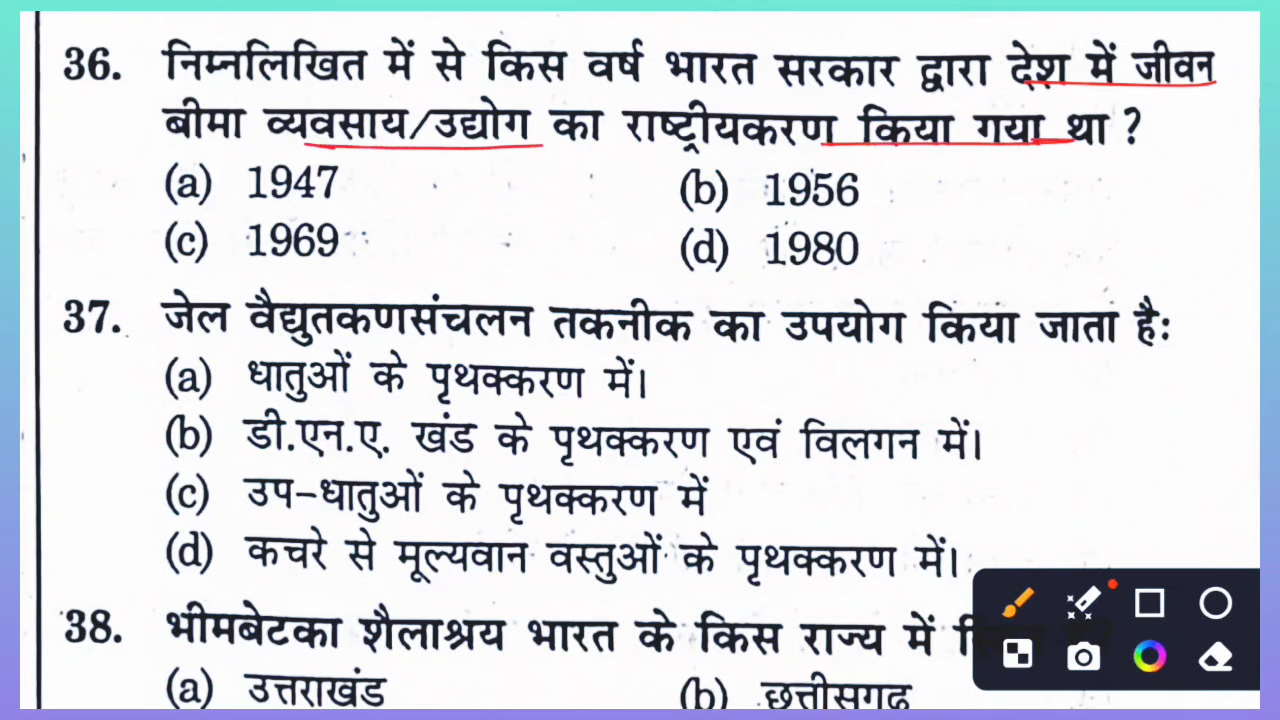 36. निम्नलिखित में से किस वर्ष भारत सरकार द्वारा देश में जीवन
बीमा व्यवसाय/उद्योग का राष्ट्रीयकरण किया गया था ?
(a) 1947 (b) 1956
(c) 1969 (d) 1980
37. जेल वैद्युतकणसंचलन तकनीक का उपयोग किया जाता है:
(a) धातुओं के पृथक्करण में।
(b) डी.एन.ए. खंड के पृथक्करण एवं विलगन में।
(c) उप-धातुओं के पृथक्करण में
(d) कचरे से मूल्यवान वस्तुओं के पृथक्करण में।
38. भीमबेटका शैलाश्रय भारत के किस राज्य में
(a) उत्तराखंड (b) छत्तीसगढ़